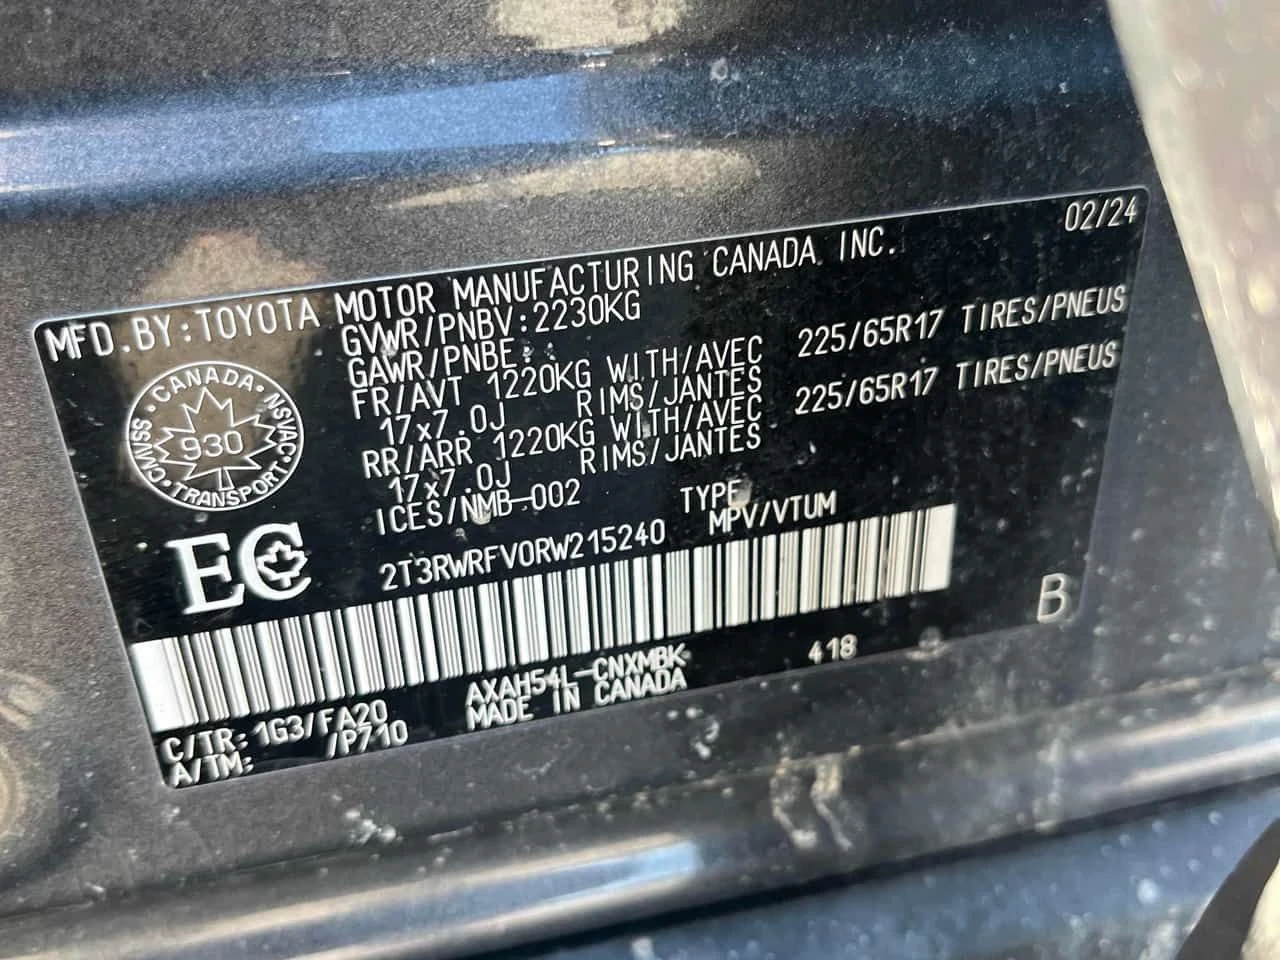 02/24
MFD.BY:TOYOTA MOTOR MANUFACTURING CANADA INC.
GVWR/PNBV:2230KG
GAWR/PNBE:
FR/AVT 1220KG WITH/AVEC 225/65R17 TIRES/PNEUS
17x7.0J RIMS/JANTES
RR/ARR 1220KG WITH/AVEC 225/65R17 TIRES/PNEUS
17x7.0J RIMS/JANTES
ICES/NMB-002 TYPE
MPV/VTUM
2T3RWRFV0RW215240
CANADA
NSVAC
TRANSPORT
CMVSS
930
EC
B
418
AXAH54L-CNXMBK
MADE IN CANADA
C/TR: 1G3/FA20
A/TM: /P710